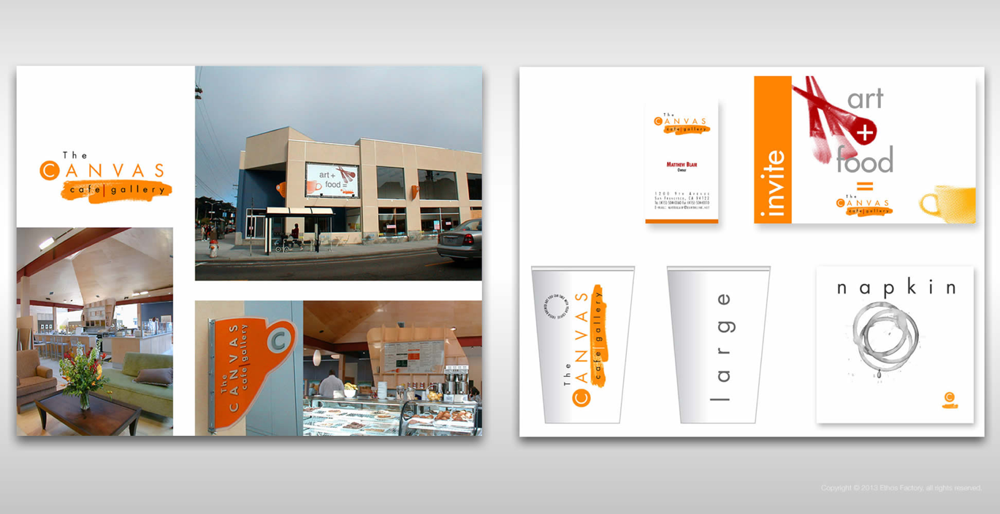 The
CANVAS
cafe|gallery
art +
food =
The
CANVAS
cafe|gallery
C
The
CANVAS
cafe|gallery
MATTHEW BLAIR
Owner
1200 9th Avenue
San Francisco, CA 94122
invite
art
+
food
=
The
CANVAS
cafe|gallery
The
CANVAS
cafe|gallery
large
napkin
C
Copyright © 2013 Ethos Factory, all rights reserved.